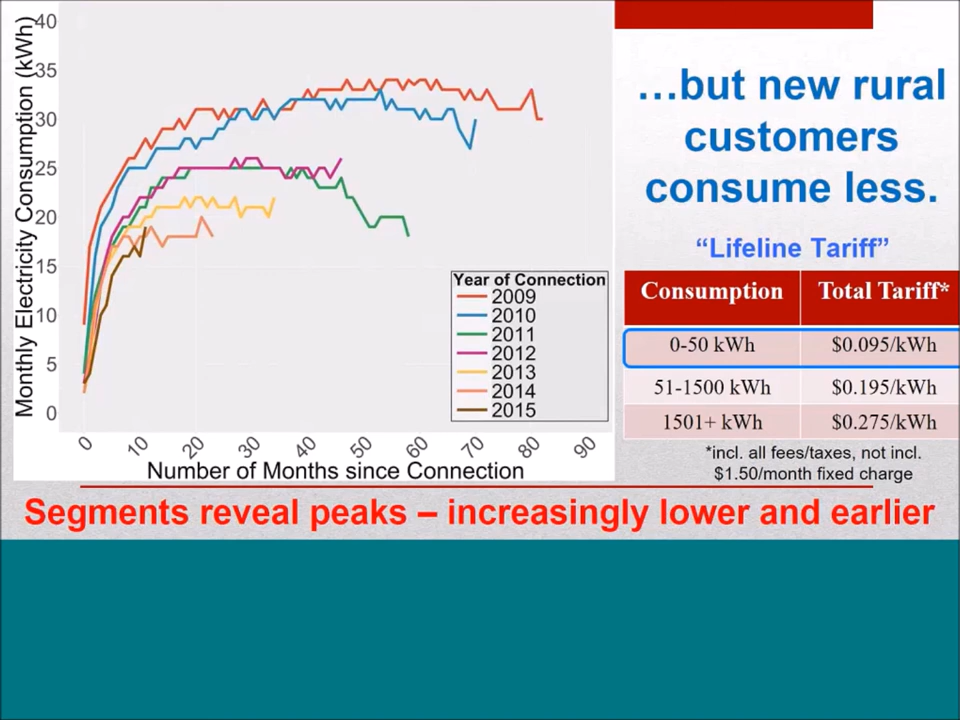 Monthly Electricity Consumption (kWh)
40
35
30
25
20
15
10
5
0
0 10 20 30 40 50 60 70 80 90
Number of Months since Connection
Year of Connection
2009
2010
2011
2012
2013
2014
2015
…but new rural
customers
consume less.
“Lifeline Tariff”
Consumption Total Tariff*
0-50 kWh $0.095/kWh
51-1500 kWh $0.195/kWh
1501+ kWh $0.275/kWh
*incl. all fees/taxes, not incl.
$1.50/month fixed charge
Segments reveal peaks – increasingly lower and earlier